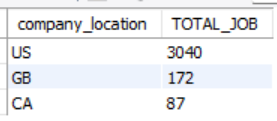 company_location TOTAL_JOB
US 3040
GB 172
CA 87